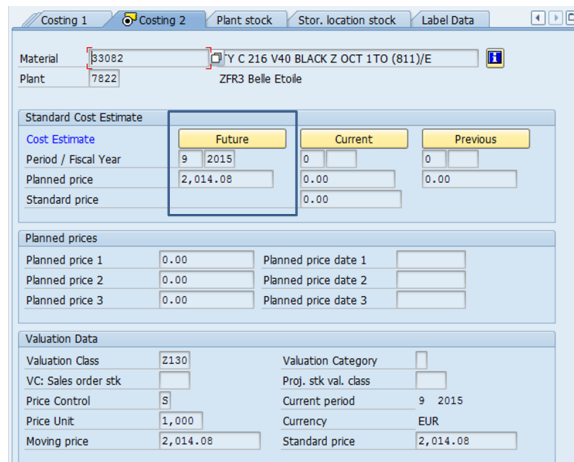 Costing 1 Costing 2 Plant stock Stor. location stock Label Data
Material 33082 TY C 216 V40 BLACK Z OCT 1TO (811)/E
Plant 7822 ZFR3 Belle Etoile
Standard Cost Estimate
Cost Estimate Future Current Previous
Period / Fiscal Year 9 2015 0 0
Planned price 2,014.08 0.00 0.00
Standard price 0.00
Planned prices
Planned price 1 0.00 Planned price date 1
Planned price 2 0.00 Planned price date 2
Planned price 3 0.00 Planned price date 3
Valuation Data
Valuation Class Z130 Valuation Category
VC: Sales order stk Proj. stk val. class
Price Control S Current period 9 2015
Price Unit 1,000 Currency EUR
Moving price 2,014.08 Standard price 2,014.08